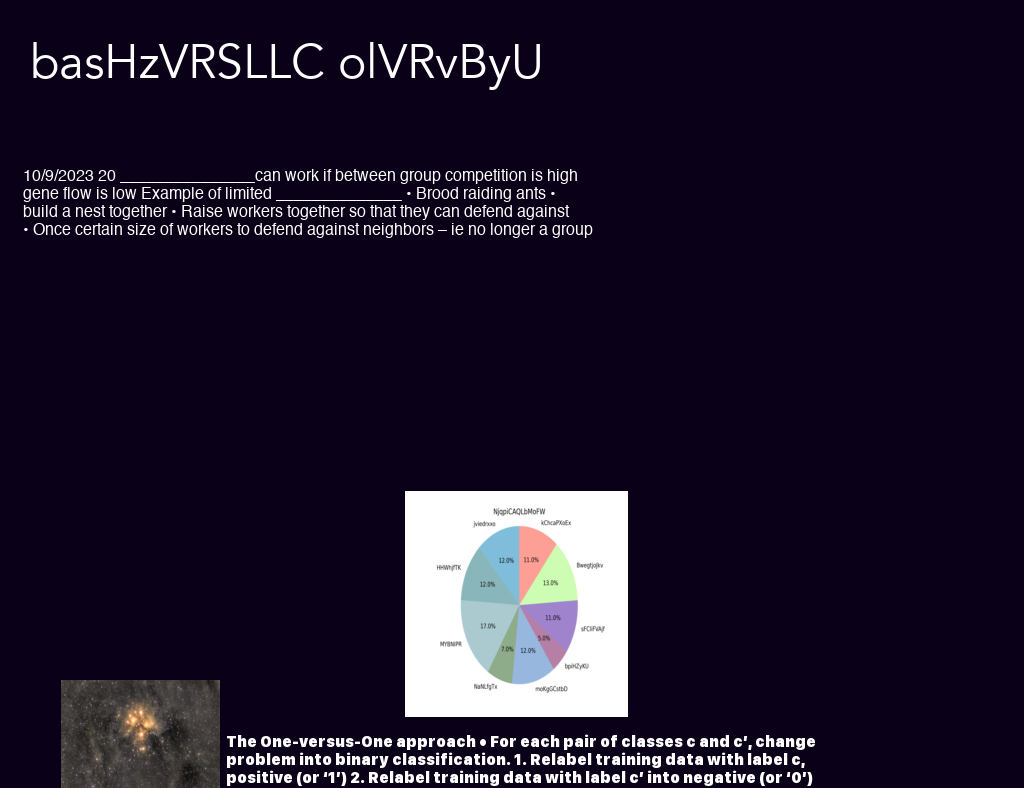 basHzVRSLLC olVRvByU
10/9/2023 20 ________________can work if between group competition is high
gene flow is low Example of limited _______________ • Brood raiding ants •
build a nest together • Raise workers together so that they can defend against
• Once certain size of workers to defend against neighbors – ie no longer a group
NjqpiCAQLbMoFW
jviedrxxo
kChcaPXoEx
12.0%
11.0%
HHWhjfTK
Bwegtjojkv
12.0%
13.0%
17.0%
11.0%
sFCliFVAjf
MYBNIPR
5.0%
7.0%
12.0%
bpiHZyKU
NaNLfgTx
moKgGCstbD
The One-versus-One approach • For each pair of classes c and c’, change
problem into binary classification. 1. Relabel training data with label c,
positive (or ‘1’) 2. Relabel training data with label c’ into negative (or ‘0’)